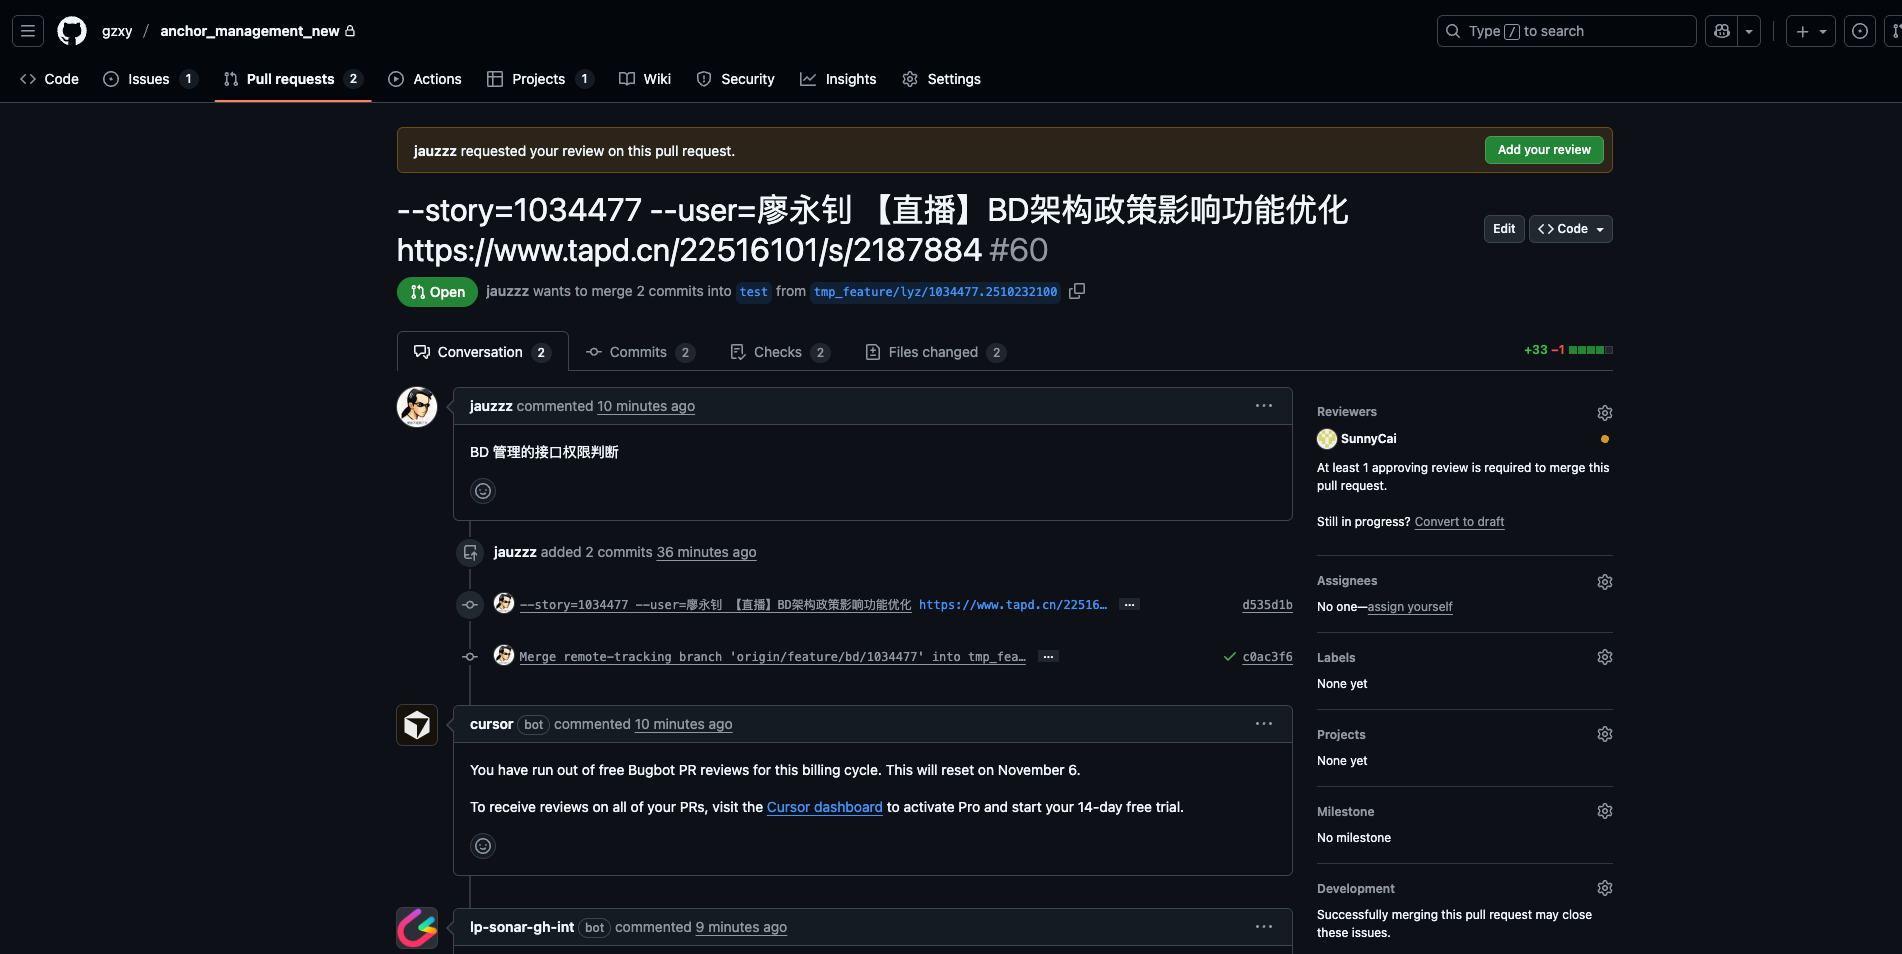 gzxy / anchor_management_new
Type / to search
Code
Issues 1
Pull requests 2
Actions
Projects 1
Wiki
Security
Insights
Settings
jauzzz requested your review on this pull request.
Add your review
--story=1034477 --user=廖永钊 【直播】BD架构政策影响功能优化
https://www.tapd.cn/22516101/s/2187884 #60
Edit
Code
Open
jauzzz wants to merge 2 commits into test from tmp_feature/lyz/1034477.2510232100
Conversation 2
Commits 2
Checks 2
Files changed 2
+33 −1
jauzzz commented 10 minutes ago
BD 管理的接口权限判断
jauzzz added 2 commits 36 minutes ago
--story=1034477 --user=廖永钊 【直播】BD架构政策影响功能优化 https://www.tapd.cn/22516… ...
d535d1b
Merge remote-tracking branch 'origin/feature/bd/1034477' into tmp_fea… ...
c0ac3f6
cursor bot commented 10 minutes ago
You have run out of free Bugbot PR reviews for this billing cycle. This will reset on November 6.
To receive reviews on all of your PRs, visit the Cursor dashboard to activate Pro and start your 14-day free trial.
lp-sonar-gh-int bot commented 9 minutes ago
Reviewers
SunnyCai
At least 1 approving review is required to merge this
pull request.
Still in progress? Convert to draft
Assignees
No one—assign yourself
Labels
None yet
Projects
None yet
Milestone
No milestone
Development
Successfully merging this pull request may close
these issues.